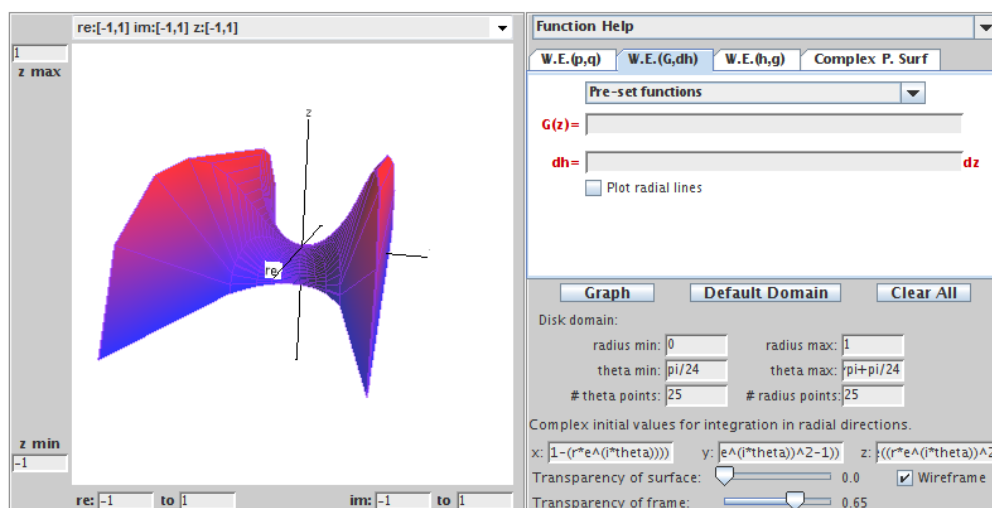 re:[-1,1] im:[-1,1] z:[-1,1]
1
z max
z
re
z min
-1
re: -1 to 1 im: -1 to 1
Function Help
W.E.(p,q) W.E.(G,dh) W.E.(h,g) Complex P. Surf
Pre-set functions
G(z)=
dh= dz
Plot radial lines
Graph Default Domain Clear All
Disk domain:
radius min: 0 radius max: 1
theta min: pi/24 theta max: pi+pi/24
# theta points: 25 # radius points: 25
Complex initial values for integration in radial directions.
x: 1-(r*e^(i*theta)))) y: e^(i*theta))^2-1)) z: ((r*e^(i*theta))^2
Transparency of surface: 0.0 Wireframe
Transparency of frame: 0.65